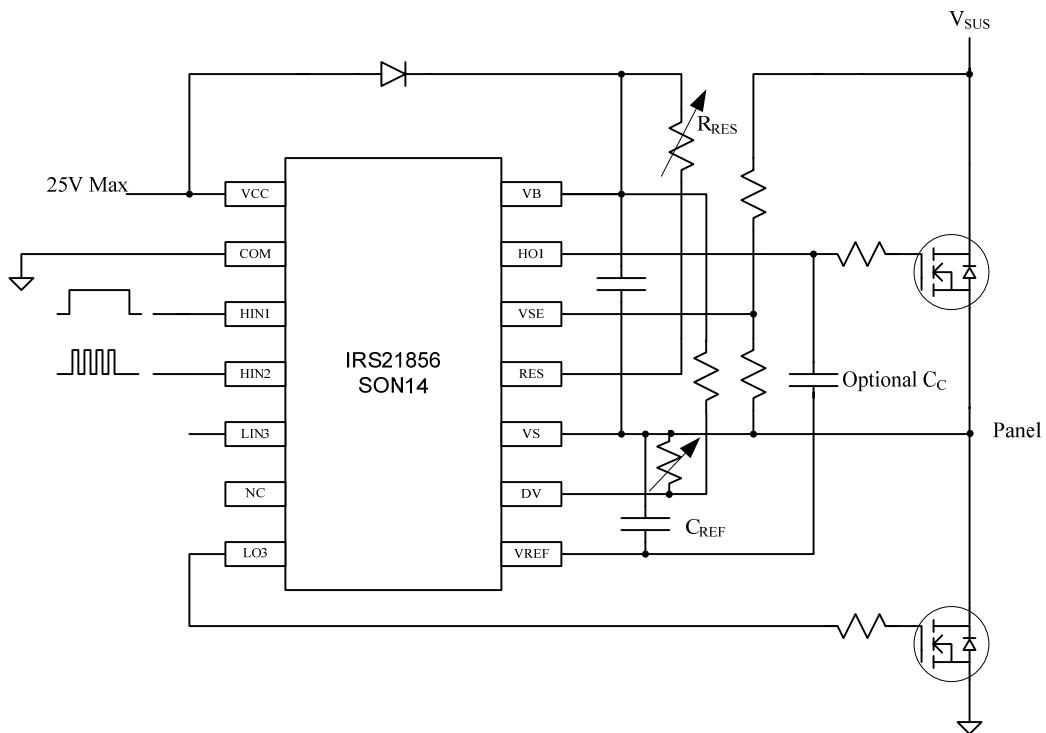 V_SUS
R_RES
25V Max
VCC
VB
COM
HO1
HIN1
VSE
IRS21856
SON14
HIN2
RES
Optional C_C
LIN3
VS
Panel
NC
DV
C_REF
LO3
VREF